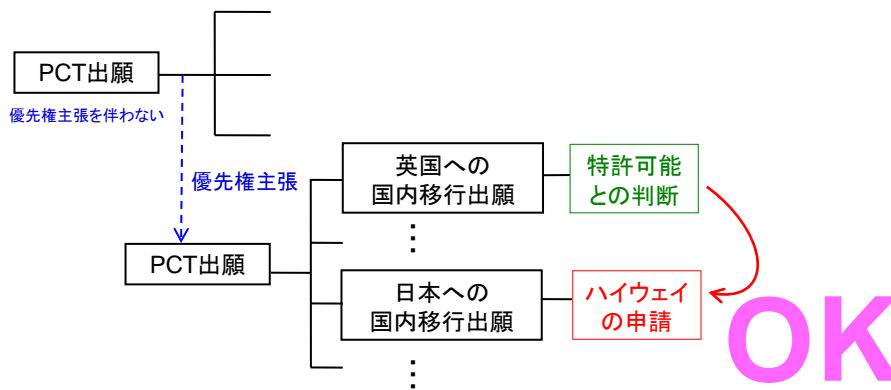 PCT出願
優先権主張を伴わない
優先権主張
PCT出願
英国への
国内移行出願
特許可能
との判断
⋮
日本への
国内移行出願
ハイウェイ
の申請
⋮
OK